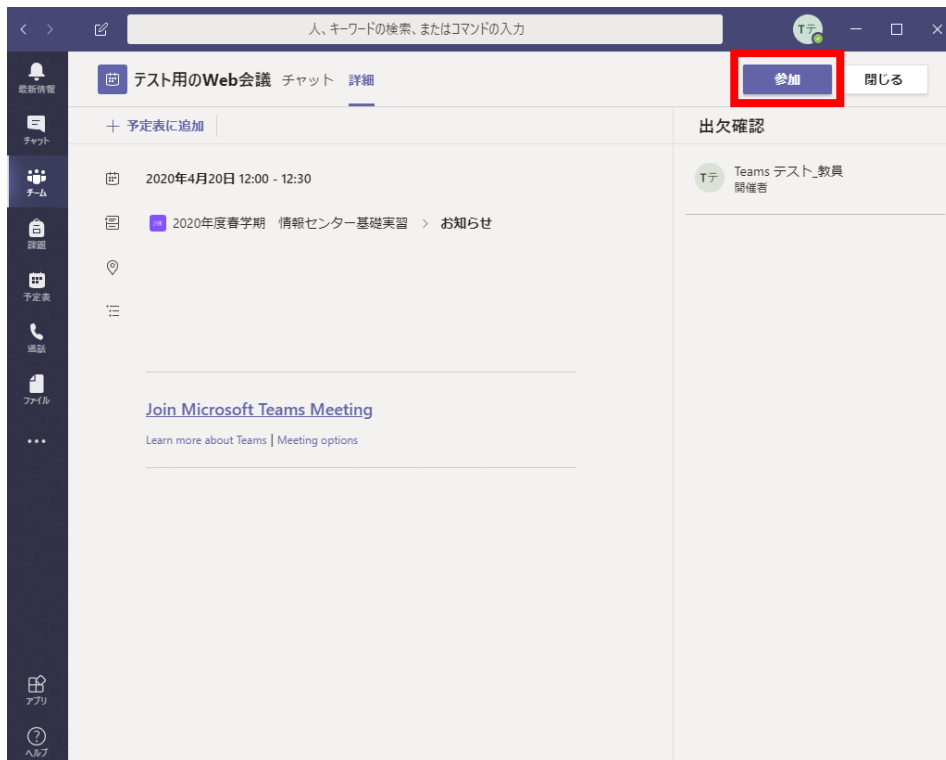 人、キーワードの検索、またはコマンドの入力
Tテ
最新情報
チャット
チーム
課題
予定表
通話
ファイル
アプリ
ヘルプ
テスト用のWeb会議 チャット 詳細
参加 閉じる
+ 予定表に追加
2020年4月20日 12:00 - 12:30
2020年度春学期 情報センター基礎実習 > お知らせ
Join Microsoft Teams Meeting
Learn more about Teams | Meeting options
出欠確認
Tテ Teams テスト_教員
開催者